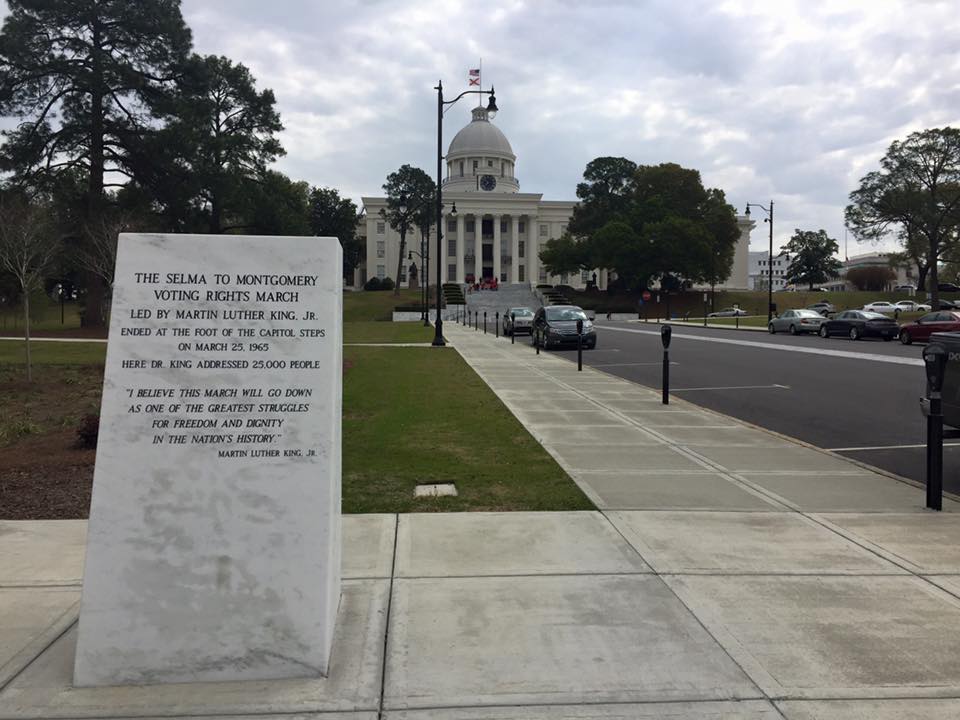 THE SELMA TO MONTGOMERY
VOTING RIGHTS MARCH
LED BY MARTIN LUTHER KING, JR.
ENDED AT THE FOOT OF THE CAPITOL STEPS
ON MARCH 25, 1965
HERE DR. KING ADDRESSED 25,000 PEOPLE
"I BELIEVE THIS MARCH WILL GO DOWN
AS ONE OF THE GREATEST STRUGGLES
FOR FREEDOM AND DIGNITY
IN THE NATION'S HISTORY."
MARTIN LUTHER KING, JR.